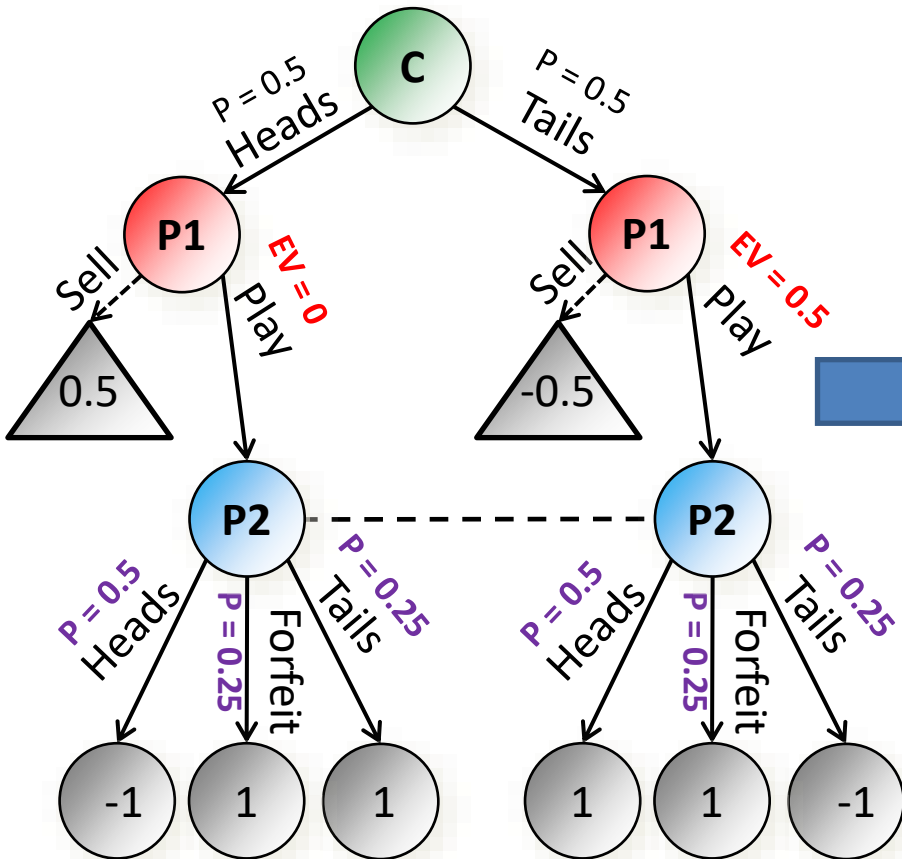 C
P = 0.5
Heads
P = 0.5
Tails
P1
P1
Sell
Play
EV = 0
Sell
Play
EV = 0.5
0.5
-0.5
P2
P2
P = 0.5
Heads
P = 0.25
Forfeit
P = 0.25
Tails
P = 0.5
Heads
P = 0.25
Forfeit
P = 0.25
Tails
-1
1
1
1
1
-1